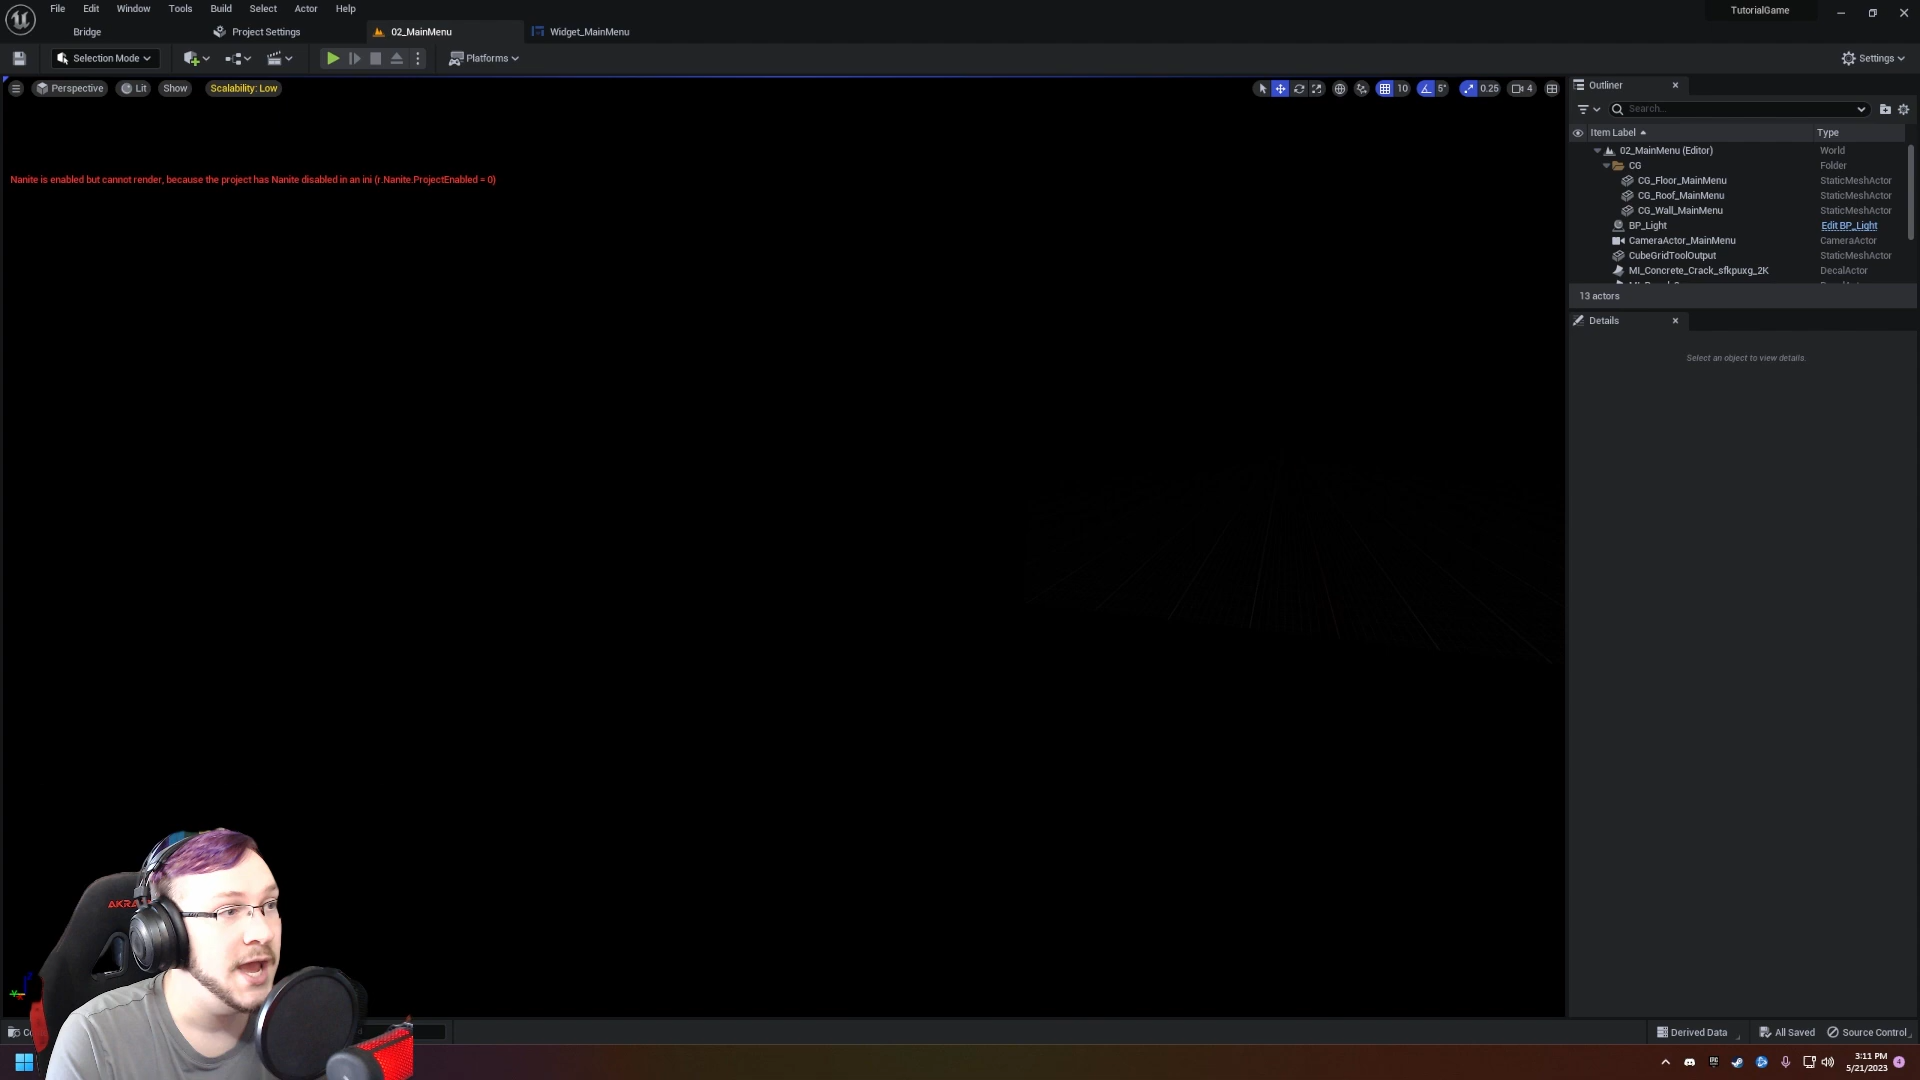 File Edit Window Tools Build Select Actor Help
TutorialGame
Bridge
Project Settings
02_MainMenu
Widget_MainMenu
Selection Mode
Platforms
Settings
Perspective
Lit
Show
Scalability: Low
10
5°
0.25
4
Nanite is enabled but cannot render, because the project has Nanite disabled in an ini (r.Nanite.ProjectEnabled = 0)
Outliner
Search...
Item Label Type
02_MainMenu (Editor) World
CG Folder
CG_Floor_MainMenu StaticMeshActor
CG_Roof_MainMenu StaticMeshActor
CG_Wall_MainMenu StaticMeshActor
BP_Light Edit BP_Light
CameraActor_MainMenu CameraActor
CubeGridToolOutput StaticMeshActor
MI_Concrete_Crack_sfkpuxg_2K DecalActor
13 actors
Details
Select an object to view details.
Derived Data
All Saved
Source Control
3:11 PM
5/21/2023
4